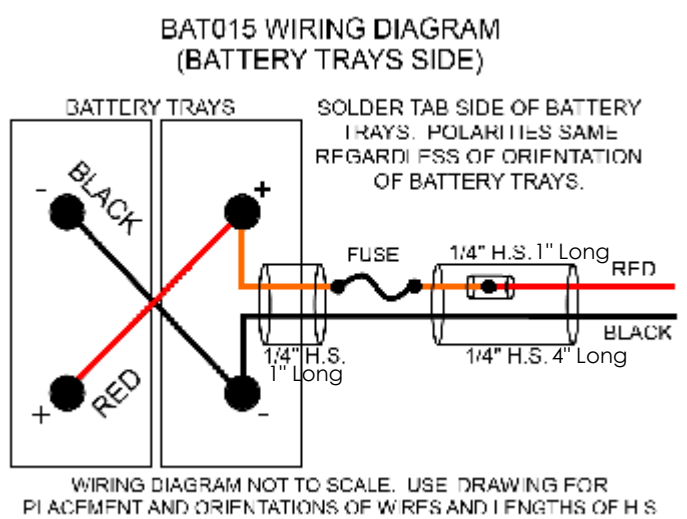 BAT015 WIRING DIAGRAM
(BATTERY TRAYS SIDE)
BATTERY TRAYS
SOLDER TAB SIDE OF BATTERY
TRAYS. POLARITIES SAME
REGARDLESS OF ORIENTATION
OF BATTERY TRAYS.
-
BLACK
+
FUSE
1/4" H.S. 1" Long
RED
BLACK
1/4" H.S.
1" Long
1/4" H.S. 4" Long
+
RED
-
WIRING DIAGRAM NOT TO SCALE. USE DRAWING FOR
PLACEMENT AND ORIENTATIONS OF WIRES AND LENGTHS OF H.S.